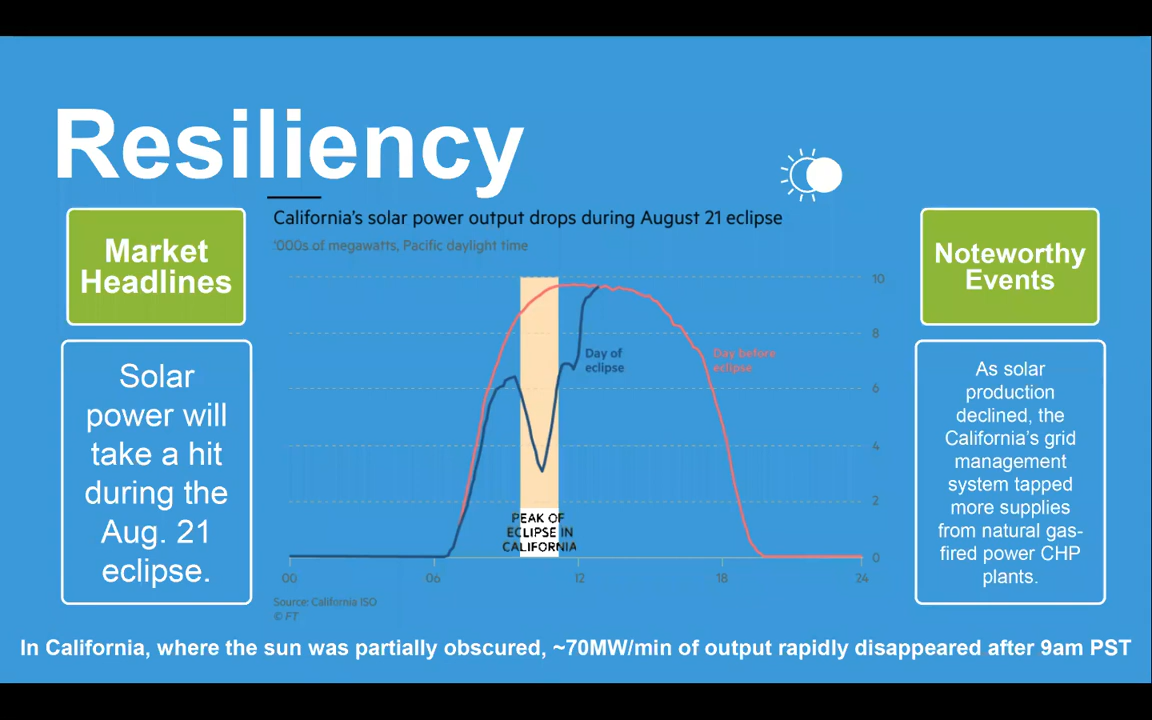 Resiliency
Market
Headlines
Solar
power will
take a hit
during the
Aug. 21
eclipse.
California's solar power output drops during August 21 eclipse
'000s of megawatts, Pacific daylight time
10
8
6
4
2
0
Day of
eclipse
Day before
eclipse
PEAK OF
ECLIPSE IN
CALIFORNIA
00
06
12
18
24
Source: California ISO
© FT
Noteworthy
Events
As solar
production
declined, the
California's grid
management
system tapped
more supplies
from natural gas-
fired power CHP
plants.
In California, where the sun was partially obscured, ~70MW/min of output rapidly disappeared after 9am PST